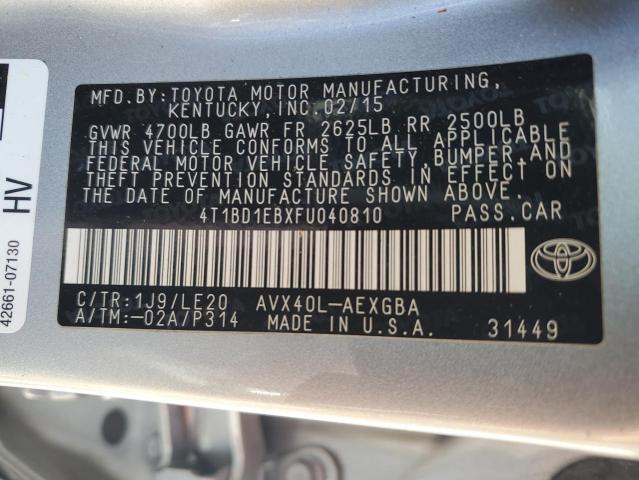 MFD.BY:TOYOTA MOTOR MANUFACTURING,
KENTUCKY,INC.02/15
GVWR 4700LB GAWR FR 2625LB RR 2500LB
THIS VEHICLE CONFORMS TO ALL APPLICABLE
FEDERAL MOTOR VEHICLE SAFETY,BUMPER,AND
THEFT PREVENTION STANDARDS IN EFFECT ON
THE DATE OF MANUFACTURE SHOWN ABOVE.
4T1BD1EBXFU040810 PASS.CAR
C/TR:1J9/LE20 AVX40L-AEXGBA
A/TM:-02A/P314 MADE IN U.S.A. 31449
HV
42661-07130